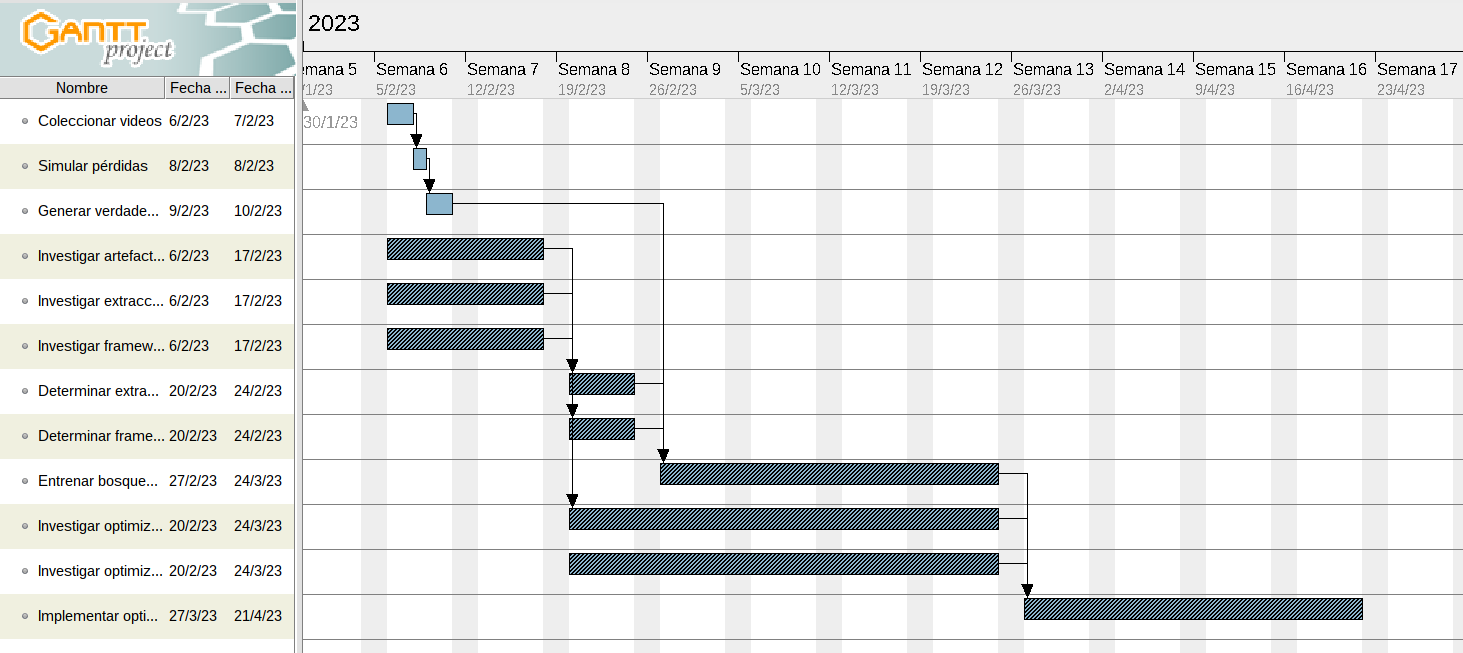 GANTT
project
2023
emana 5 Semana 6 Semana 7 Semana 8 Semana 9 Semana 10 Semana 11 Semana 12 Semana 13 Semana 14 Semana 15 Semana 16 Semana 17
/1/23 5/2/23 12/2/23 19/2/23 26/2/23 5/3/23 12/3/23 19/3/23 26/3/23 2/4/23 9/4/23 16/4/23 23/4/23
Nombre Fecha ... Fecha ...
30/1/23
Coleccionar videos 6/2/23 7/2/23
Simular pérdidas 8/2/23 8/2/23
Generar verdade... 9/2/23 10/2/23
Investigar artefact... 6/2/23 17/2/23
Investigar extracc... 6/2/23 17/2/23
Investigar framew... 6/2/23 17/2/23
Determinar extra... 20/2/23 24/2/23
Determinar frame... 20/2/23 24/2/23
Entrenar bosque... 27/2/23 24/3/23
Investigar optimiz... 20/2/23 24/3/23
Investigar optimiz... 20/2/23 24/3/23
Implementar opti... 27/3/23 21/4/23